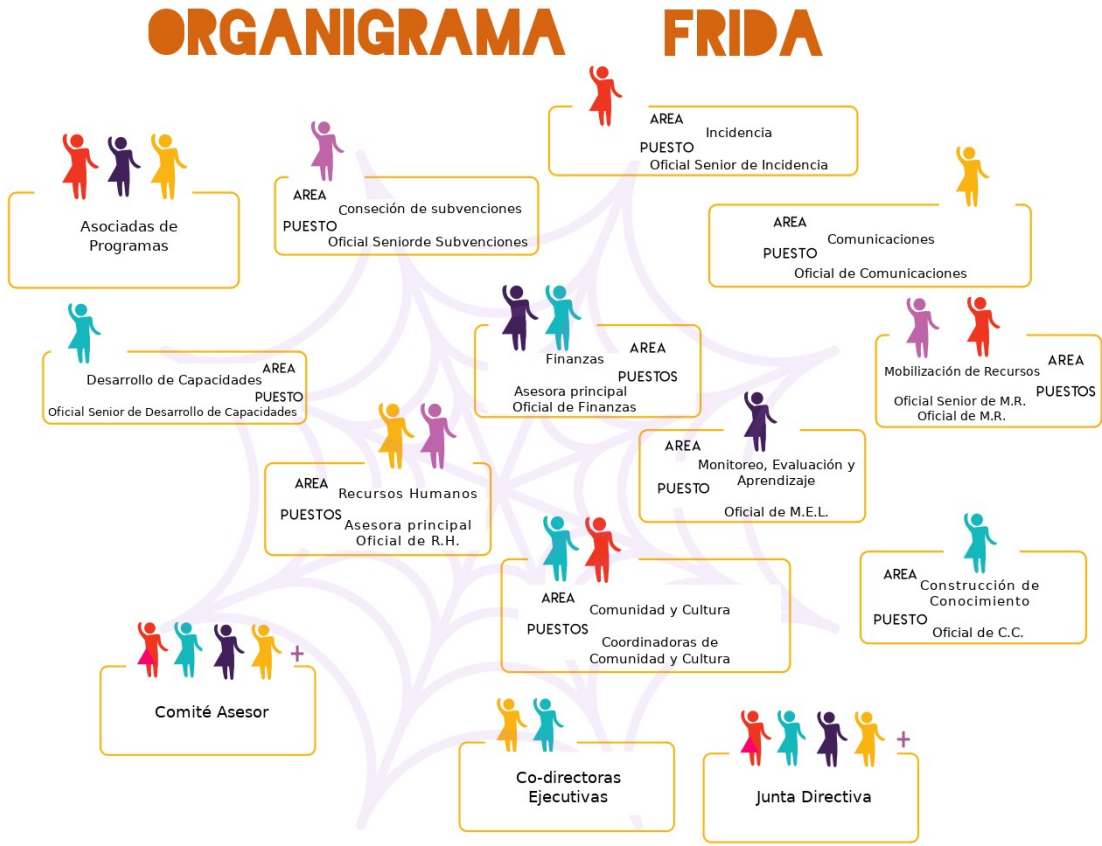 ORGANIGRAMA FRIDA
AREA
Incidencia
PUESTO
Oficial Senior de Incidencia
Asociadas de
Programas
AREA
Conseción de subvenciones
PUESTO
Oficial Seniorde Subvenciones
AREA
Comunicaciones
PUESTO
Oficial de Comunicaciones
AREA
Desarrollo de Capacidades
PUESTO
Oficial Senior de Desarrollo de Capacidades
AREA
Finanzas
PUESTOS
Asesora principal
Oficial de Finanzas
AREA
Mobilización de Recursos
PUESTOS
Oficial Senior de M.R.
Oficial de M.R.
AREA
Recursos Humanos
PUESTOS
Asesora principal
Oficial de R.H.
AREA
Monitoreo, Evaluación y
Aprendizaje
PUESTO
Oficial de M.E.L.
AREA
Comunidad y Cultura
PUESTOS
Coordinadoras de
Comunidad y Cultura
AREA
Construcción de
Conocimiento
PUESTO
Oficial de C.C.
+
Comité Asesor
Co-directoras
Ejecutivas
+
Junta Directiva